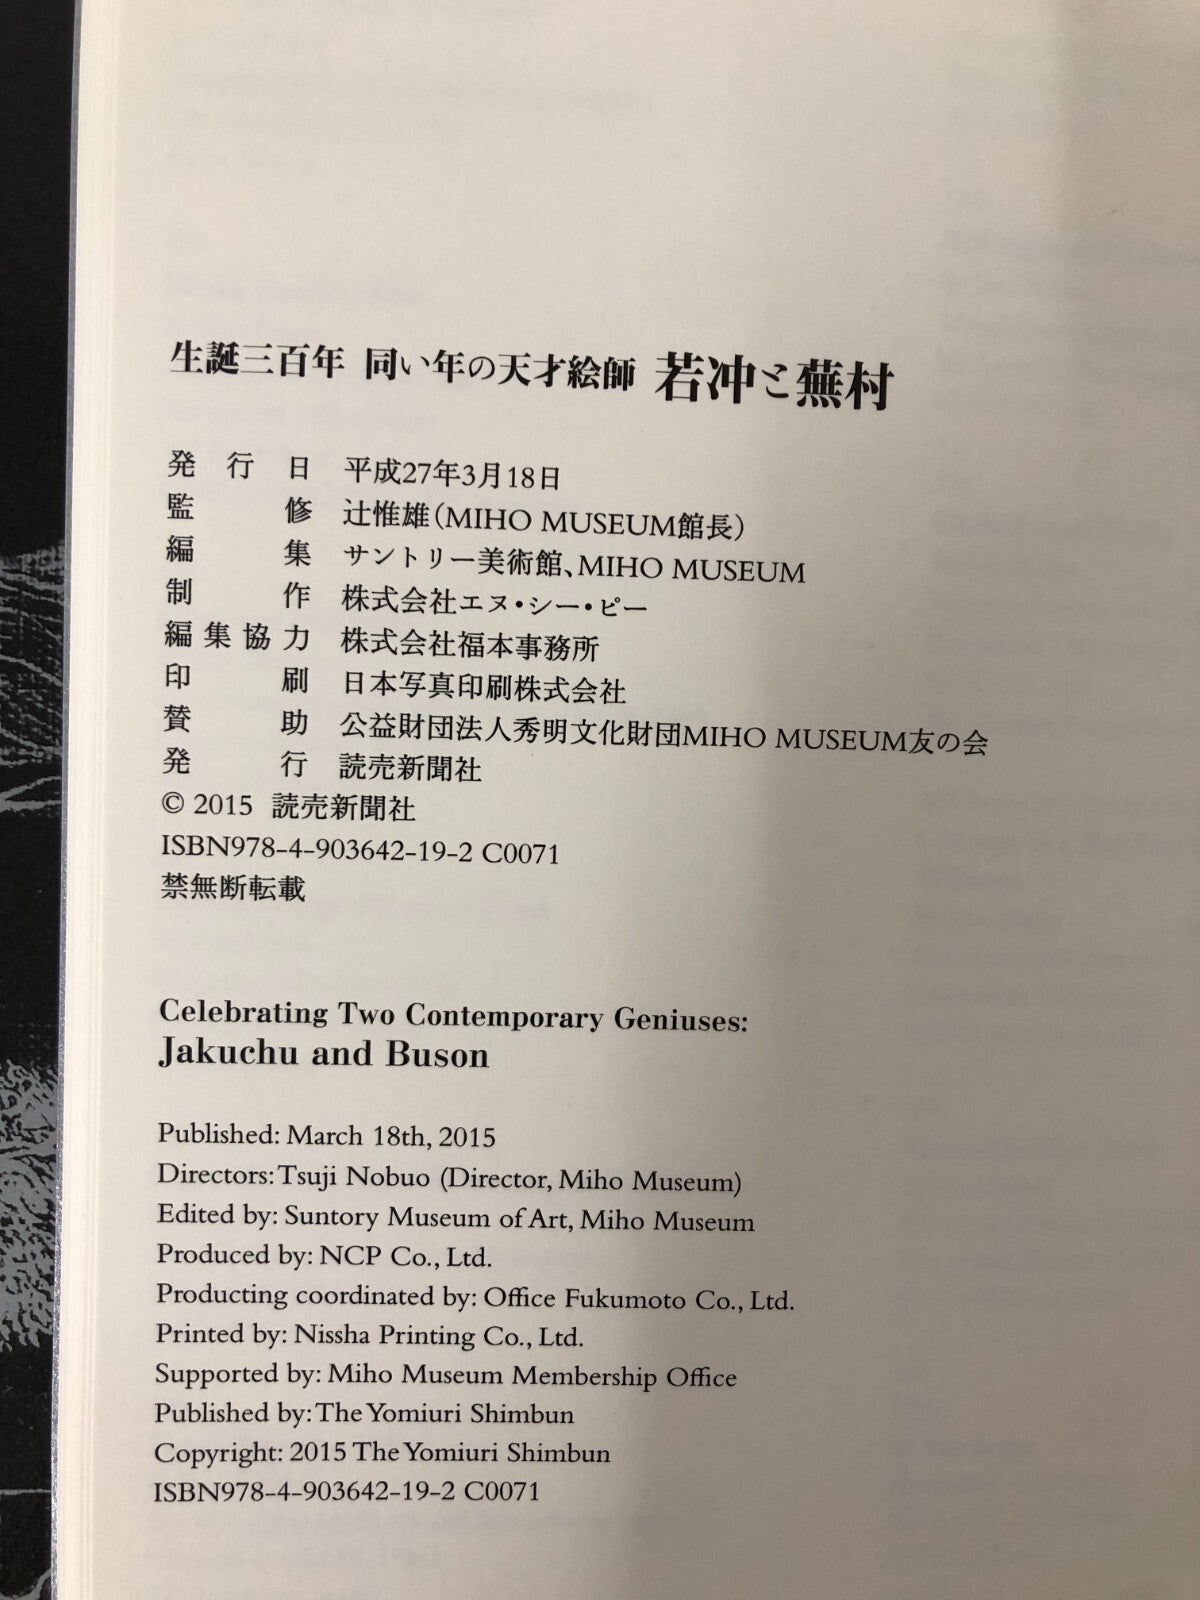 生誕三百年 同い年の天才絵師 若冲と蕪村
発行日 平成27年3月18日
監修 辻惟雄(MIHO MUSEUM館長)
編集 サントリー美術館、MIHO MUSEUM
制作 株式会社エヌ・シー・ピー
編集協力 株式会社福本事務所
印刷 日本写真印刷株式会社
賛助 公益財団法人秀明文化財団MIHO MUSEUM友の会
発行 読売新聞社
© 2015 読売新聞社
ISBN978-4-903642-19-2 C0071
禁無断転載
Celebrating Two Contemporary Geniuses:
Jakuchu and Buson
Published: March 18th, 2015
Directors: Tsuji Nobuo (Director, Miho Museum)
Edited by: Suntory Museum of Art, Miho Museum
Produced by: NCP Co., Ltd.
Producting coordinated by: Office Fukumoto Co., Ltd.
Printed by: Nissha Printing Co., Ltd.
Supported by: Miho Museum Membership Office
Published by: The Yomiuri Shimbun
Copyright: 2015 The Yomiuri Shimbun
ISBN978-4-903642-19-2 C0071